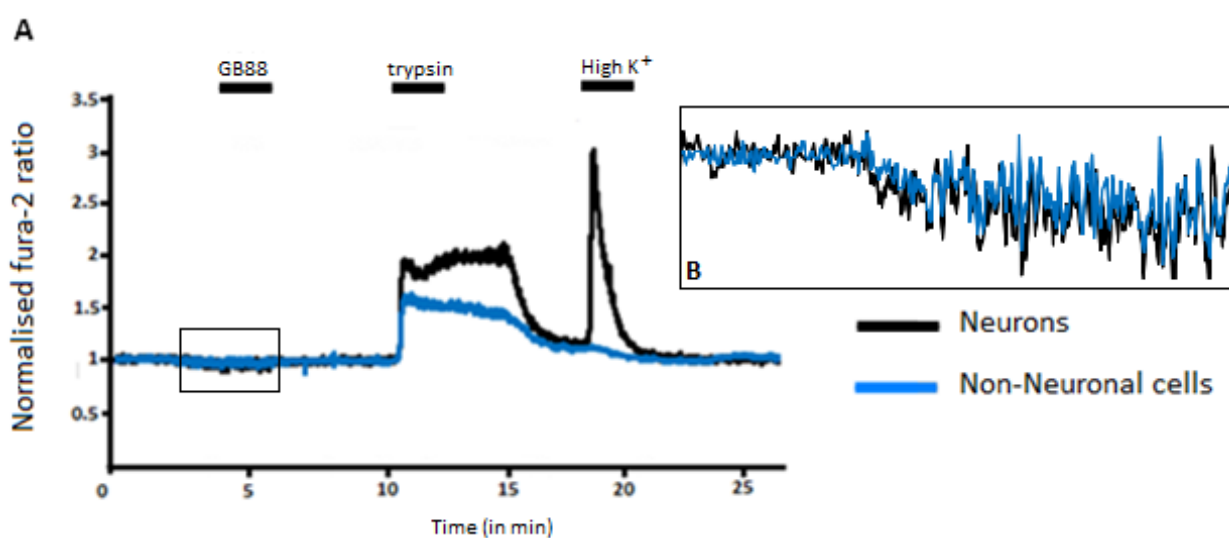 A
GB88 trypsin High K+
Normalised fura-2 ratio
3.5
3
2.5
2
1.5
1
0.5
0 5 10 15 20 25
Time (in min)
B
Neurons
Non-Neuronal cells